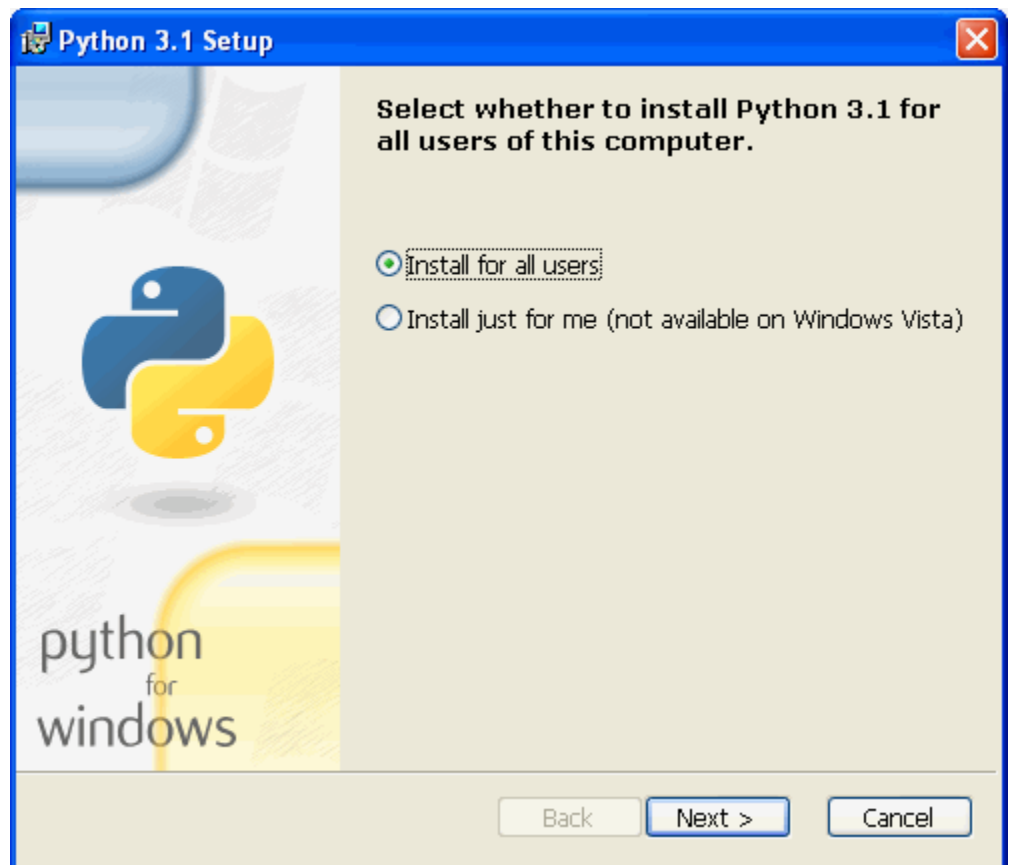 Python 3.1 Setup
Select whether to install Python 3.1 for
all users of this computer.
Install for all users
Install just for me (not available on Windows Vista)
python
for
windows
Back
Next >
Cancel